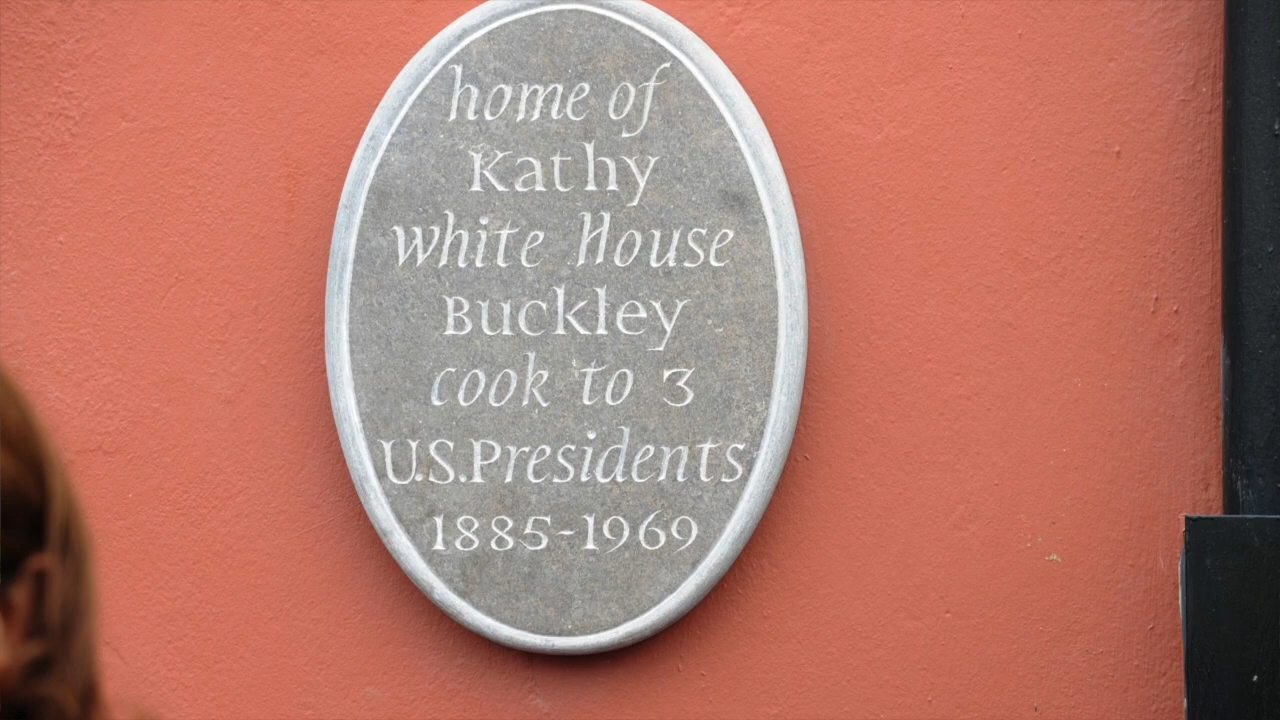 home of
Kathy
white House
Buckley
cook to 3
U.S.Presidents
1885-1969